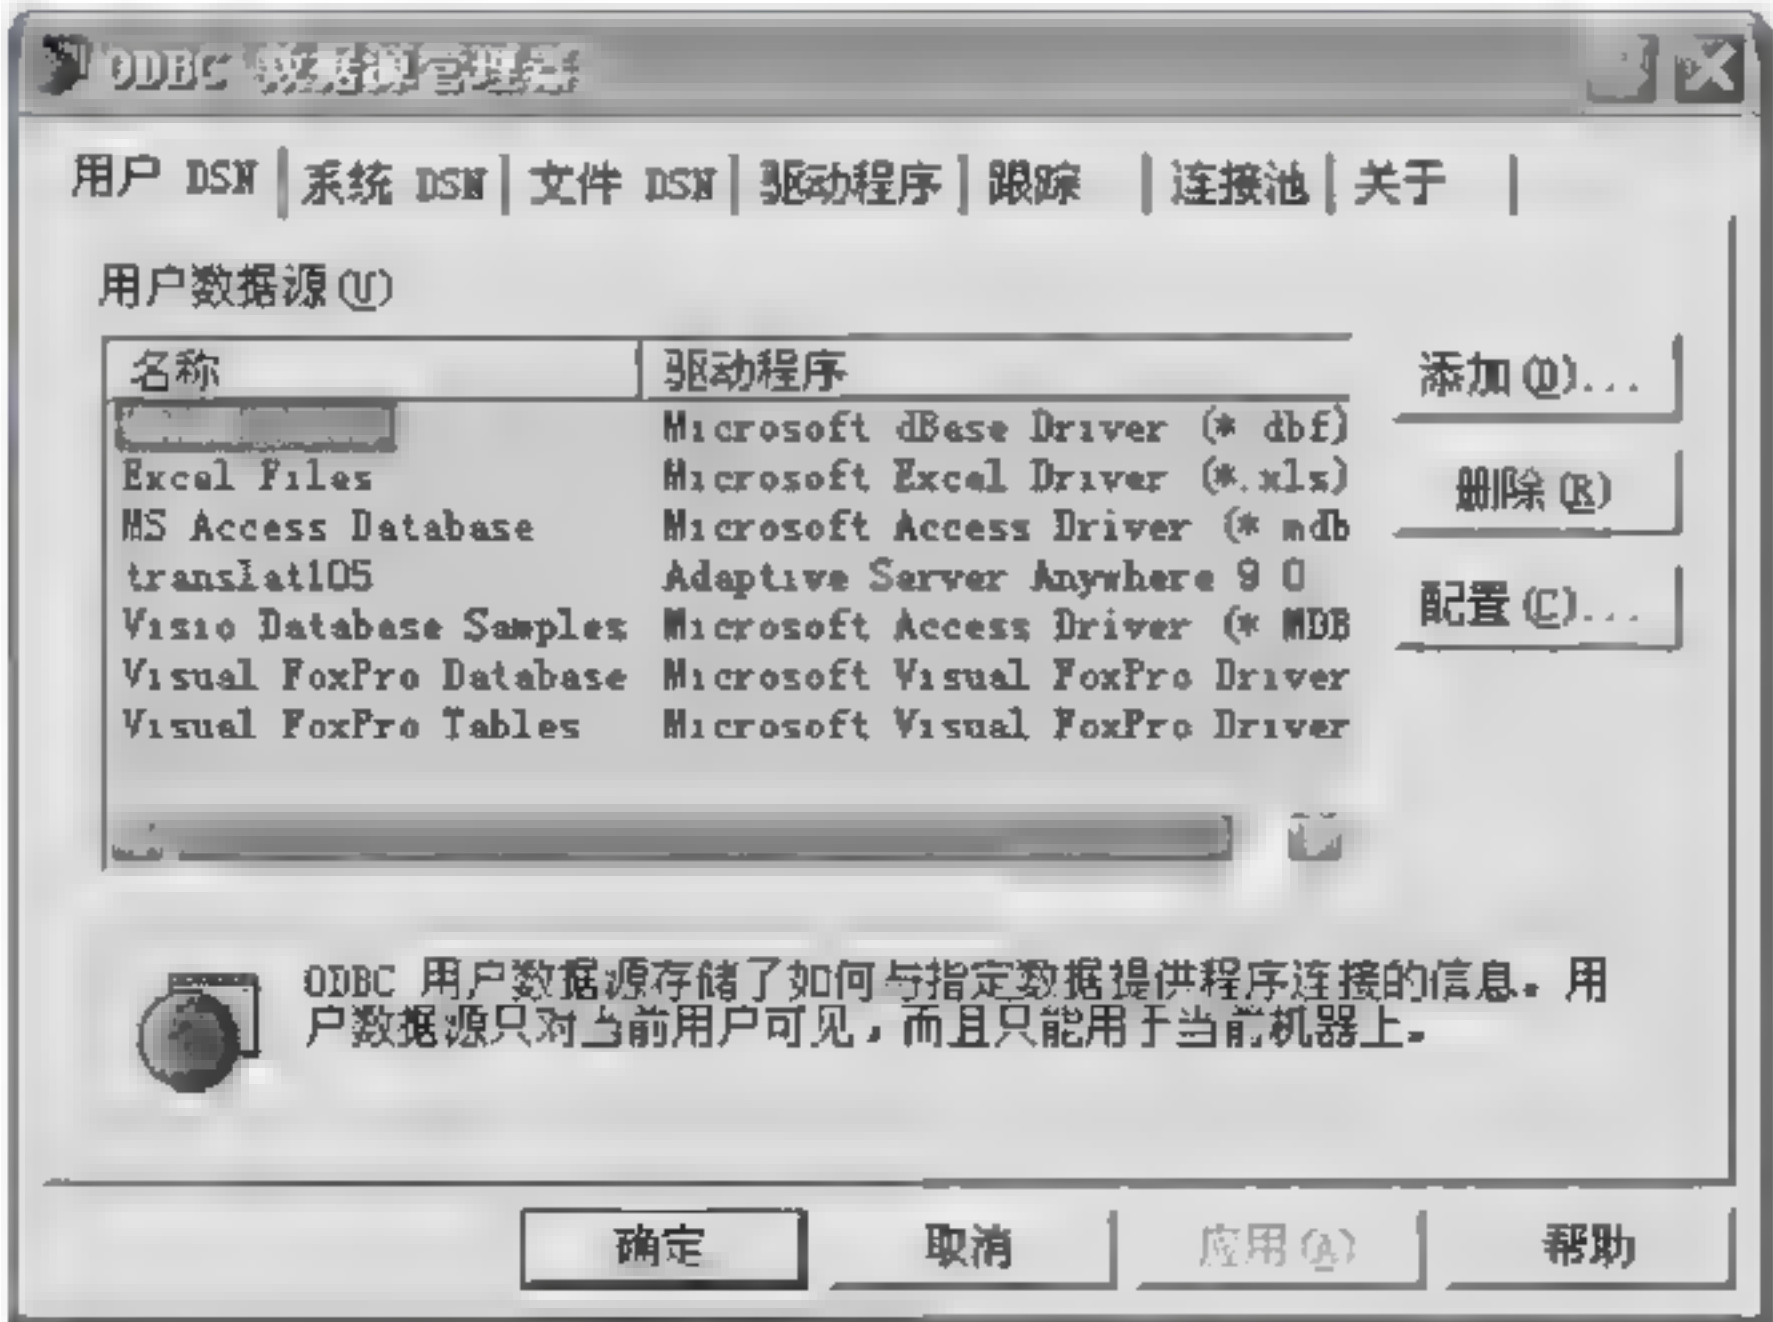 ODBC 数据源管理器
用户 DSN 系统 DSN 文件 DSN 驱动程序 跟踪 连接池 关于
用户数据源(U)
名称 驱动程序
Microsoft dBase Driver (* dbf)
Excel Files Microsoft Excel Driver (*.xls)
MS Access Database Microsoft Access Driver (* mdb
translat105 Adaptive Server Anywhere 9 0
Visio Database Samples Microsoft Access Driver (* MDB
Visual FoxPro Database Microsoft Visual FoxPro Driver
Visual FoxPro Tables Microsoft Visual FoxPro Driver
添加(D)...
删除(R)
配置(C)...
ODBC 用户数据源存储了如何与指定数据提供程序连接的信息。用
户数据源只对当前用户可见，而且只能用于当前机器上。
确定 取消 应用(A) 帮助